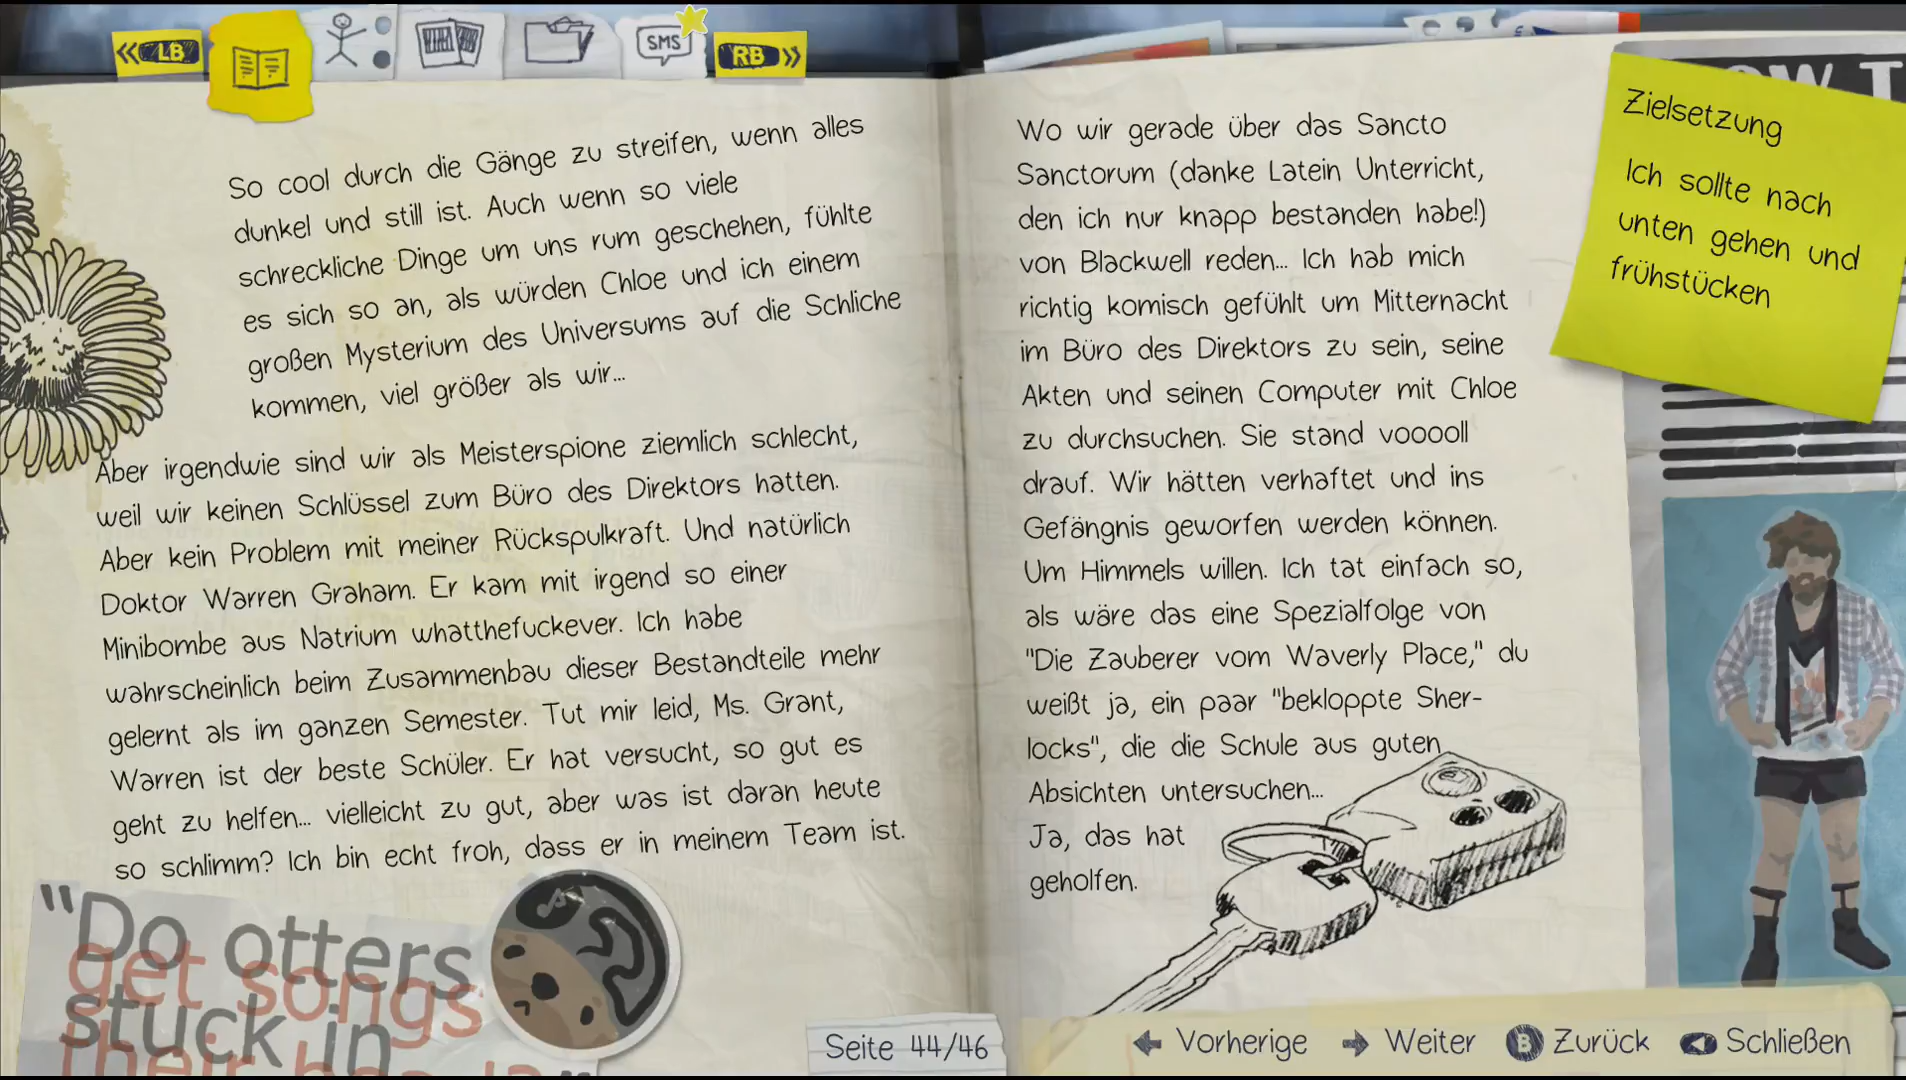 LB
SMS
RB
So cool durch die Gänge zu streifen, wenn alles
dunkel und still ist. Auch wenn so viele
schreckliche Dinge um uns rum geschehen, fühlte
es sich so an, als würden Chloe und ich einem
großen Mysterium des Universums auf die Schliche
kommen, viel größer als wir...
Aber irgendwie sind wir als Meisterspione ziemlich schlecht,
weil wir keinen Schlüssel zum Büro des Direktors hatten.
Aber kein Problem mit meiner Rückspulkraft. Und natürlich
Doktor Warren Graham. Er kam mit irgend so einer
Minibombe aus Natrium whatthefuckever. Ich habe
wahrscheinlich beim Zusammenbau dieser Bestandteile mehr
gelernt als im ganzen Semester. Tut mir leid, Ms. Grant,
Warren ist der beste Schüler. Er hat versucht, so gut es
geht zu helfen... vielleicht zu gut, aber was ist daran heute
so schlimm? Ich bin echt froh, dass er in meinem Team ist.
"Do otters
get songs
stuck in
Wo wir gerade über das Sancto
Sanctorum (danke Latein Unterricht,
den ich nur knapp bestanden habe!)
von Blackwell reden... Ich hab mich
richtig komisch gefühlt um Mitternacht
im Büro des Direktors zu sein, seine
Akten und seinen Computer mit Chloe
zu durchsuchen. Sie stand vooooll
drauf. Wir hätten verhaftet und ins
Gefängnis geworfen werden können.
Um Himmels willen. Ich tat einfach so,
als wäre das eine Spezialfolge von
"Die Zauberer vom Waverly Place," du
weißt ja, ein paar "bekloppte Sher-
locks", die die Schule aus guten
Absichten untersuchen...
Ja, das hat
geholfen.
Zielsetzung
Ich sollte nach
unten gehen und
frühstücken
Seite 44/46
Vorherige
Weiter
B Zurück
Schließen